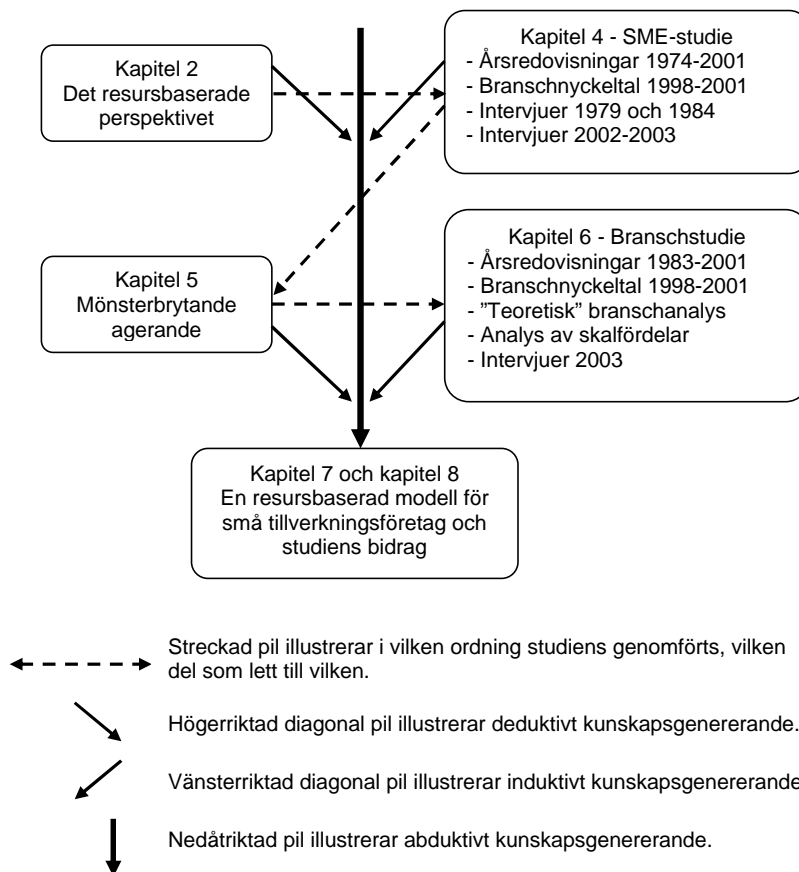 Kapitel 2
Det resursbaserade
perspektivet
Kapitel 4 - SME-studie
- Årsredovisningar 1974-2001
- Branschnyckeltal 1998-2001
- Intervjuer 1979 och 1984
- Intervjuer 2002-2003
Kapitel 5
Mönsterbrytande
agerande
Kapitel 6 - Branschstudie
- Årsredovisningar 1983-2001
- Branschnyckeltal 1998-2001
- ”Teoretisk” branschanalys
- Analys av skalfördelar
- Intervjuer 2003
Kapitel 7 och kapitel 8
En resursbaserad modell för
små tillverkningsföretag och
studiens bidrag
Streckad pil illustrerar i vilken ordning studiens genomförts, vilken
del som lett till vilken.
Högerriktad diagonal pil illustrerar deduktivt kunskapsgenererande.
Vänsterriktad diagonal pil illustrerar induktivt kunskapsgenererande
Nedåtriktad pil illustrerar abduktivt kunskapsgenererande.